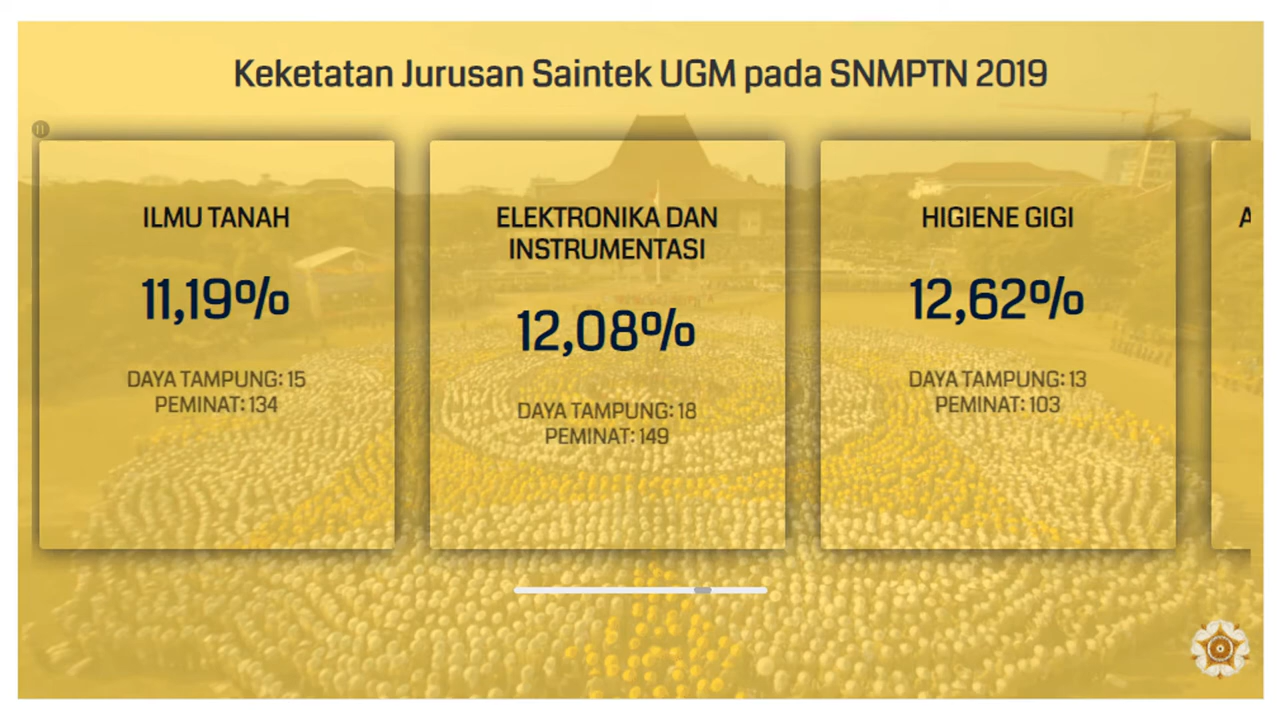 Keketatan Jurusan Saintek UGM pada SNMPTN 2019
ILMU TANAH
11,19%
DAYA TAMPUNG: 15
PEMINAT: 134
ELEKTRONIKA DAN
INSTRUMENTASI
12,08%
DAYA TAMPUNG: 18
PEMINAT: 149
HIGIENE GIGI
12,62%
DAYA TAMPUNG: 13
PEMINAT: 103